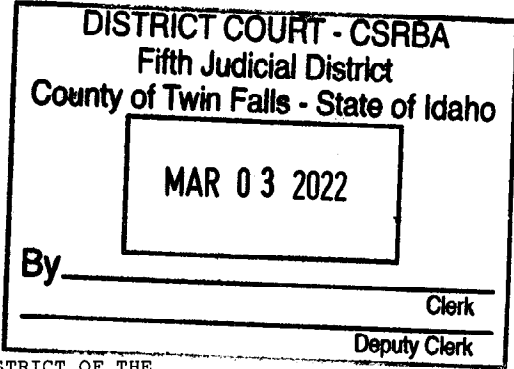 DISTRICT COURT - CSRBA
Fifth Judicial District
County of Twin Falls - State of Idaho
MAR 03 2022
By
Clerk
Deputy Clerk
STRICT OF THE